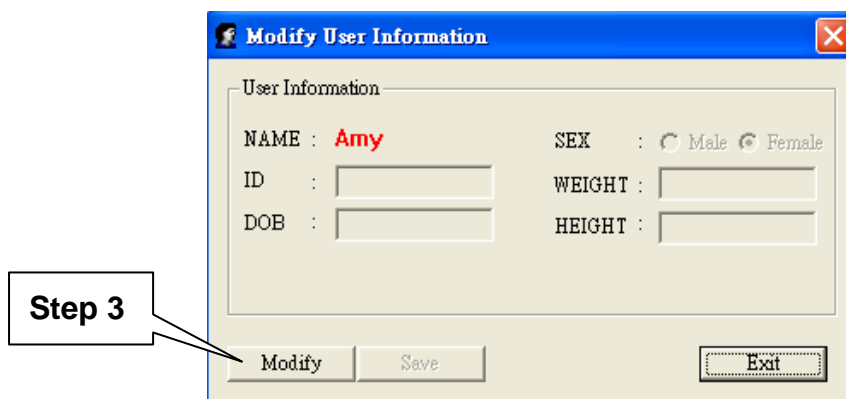 Modify User Information
User Information
NAME : Amy
SEX : Male Female
ID :
WEIGHT :
DOB :
HEIGHT :
Step 3
Modify
Save
Exit